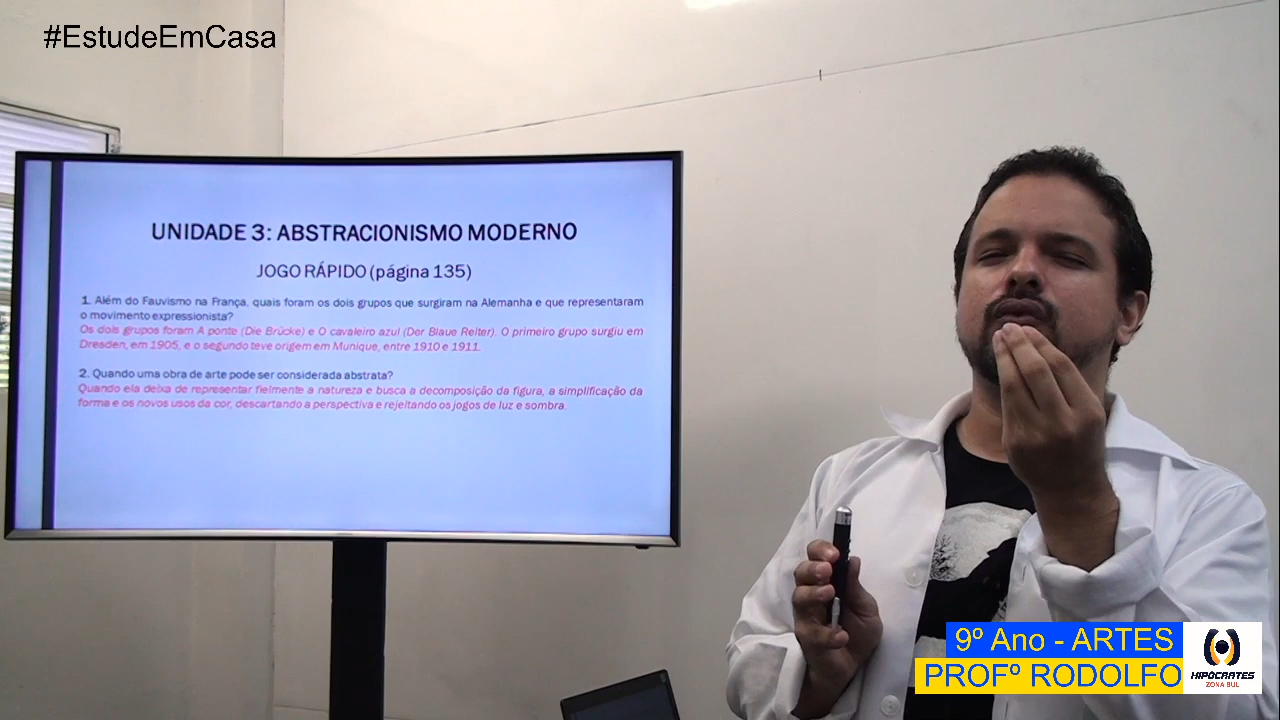 #EstudeEmCasa
UNIDADE 3: ABSTRACIONISMO MODERNO
JOGO RÁPIDO (página 135)
1. Além do Fauvismo na França, quais foram os dois grupos que surgiram na Alemanha e que representaram
o movimento expressionista?
Os dois grupos foram A ponte (Die Brücke) e O cavaleiro azul (Der Blaue Reiter). O primeiro grupo surgiu em
Dresden, em 1905, e o segundo teve origem em Munique, entre 1910 e 1911.
2. Quando uma obra de arte pode ser considerada abstrata?
Quando ela deixa de representar fielmente a natureza e busca a decomposição da figura, a simplificação da
forma e os novos usos da cor, descartando a perspectiva e rejeitando os jogos de luz e sombra.
9º Ano - ARTES
PROFº RODOLFO
HIPÓCRATES
ZONA SUL